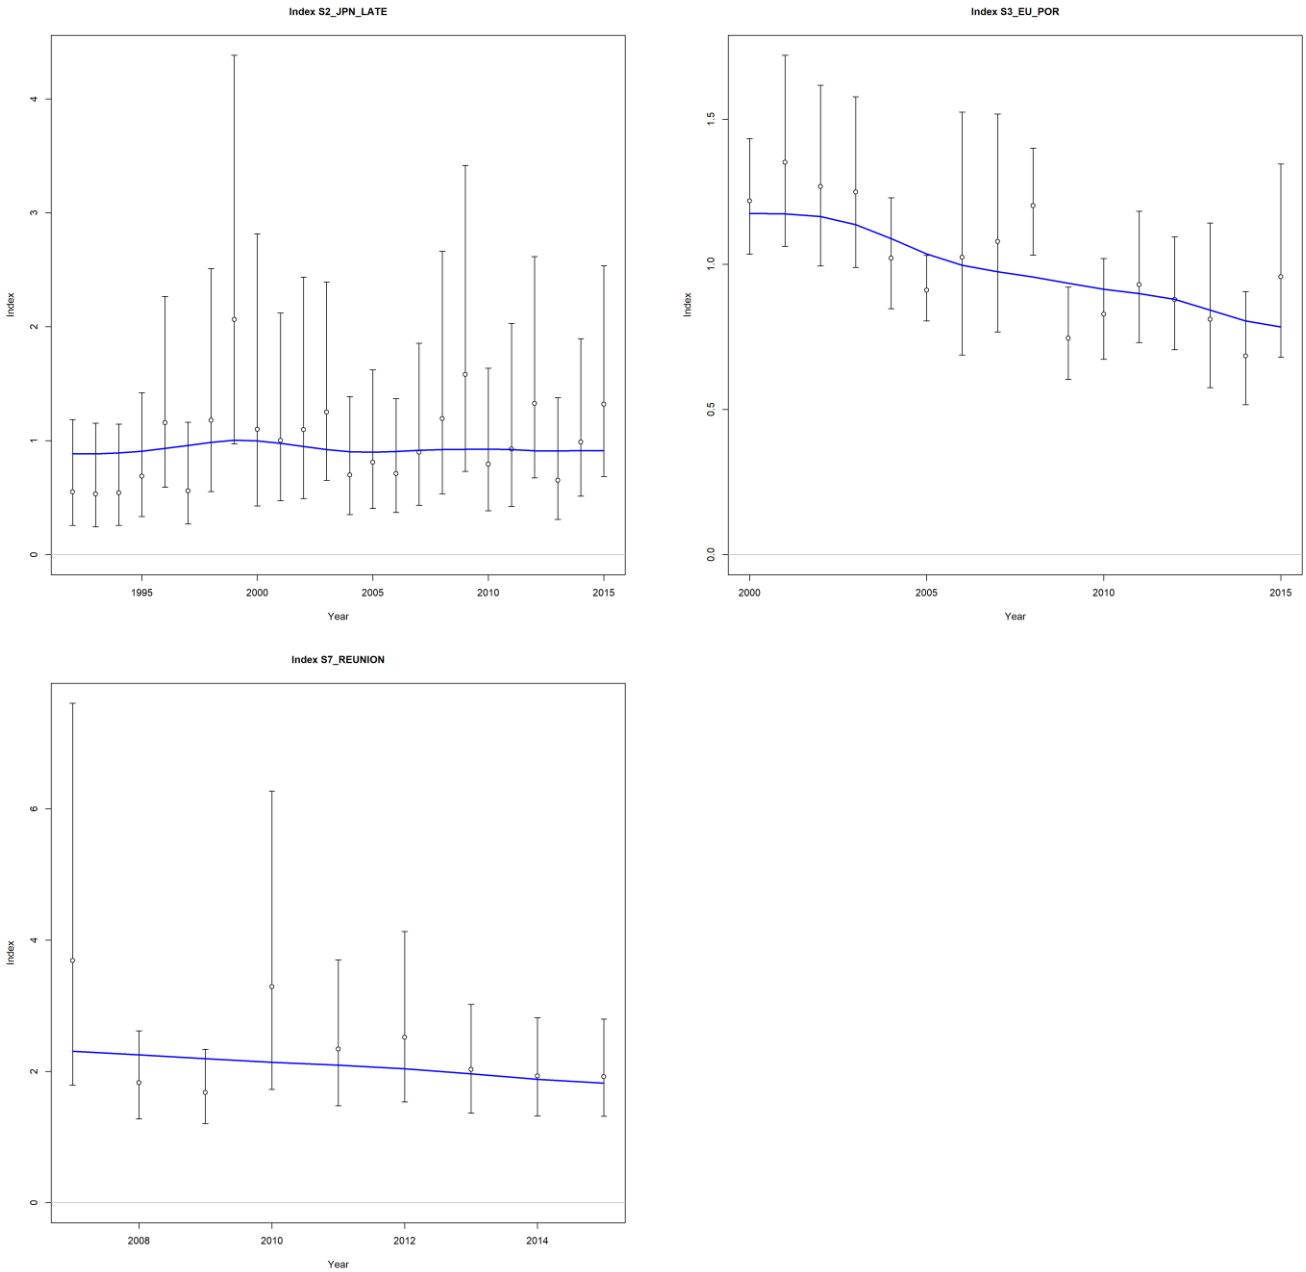 Index S2_JPN_LATE
Index
4
3
2
1
0
1995 2000 2005 2010 2015
Year
Index S3_EU_POR
Index
1.5
1.0
0.5
0.0
2000 2005 2010 2015
Year
Index S7_REUNION
Index
6
4
2
0
2008 2010 2012 2014
Year